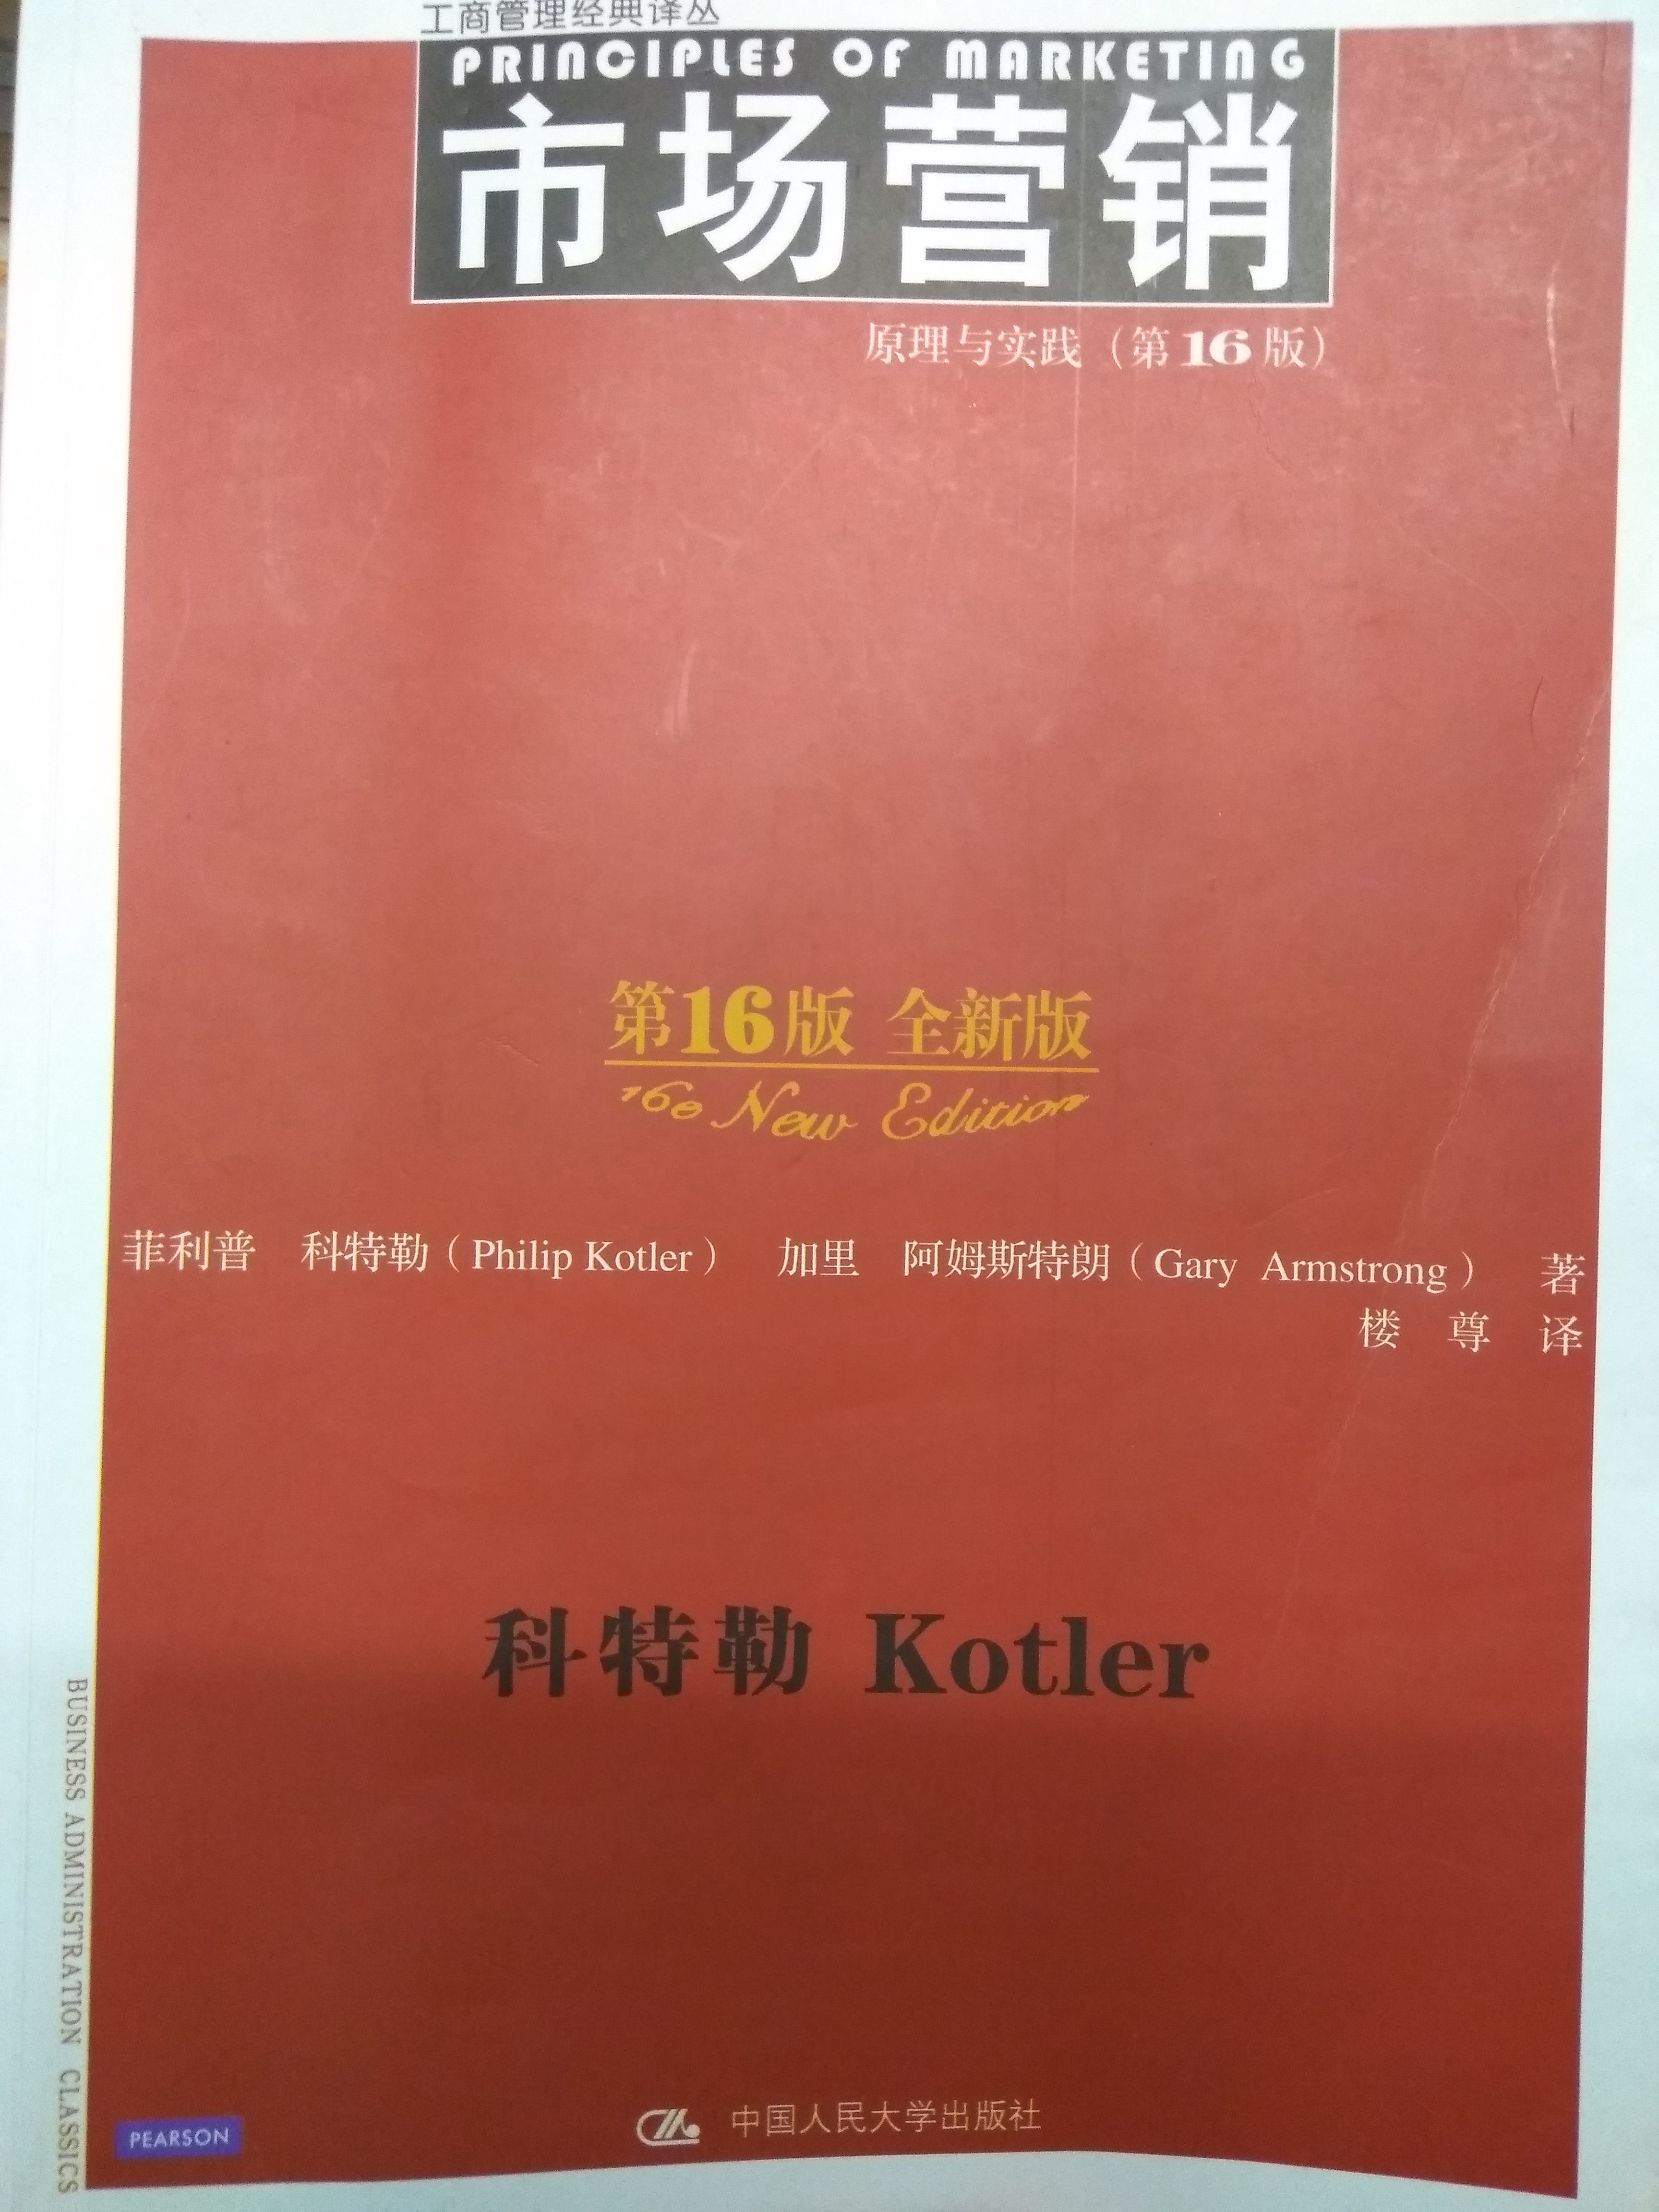 工商管理经典译丛
PRINCIPLES OF MARKETING
市场营销
原理与实践（第16版）
第16版 全新版
16e New Edition
菲利普 科特勒（Philip Kotler） 加里 阿姆斯特朗（Gary Armstrong） 著
楼 尊 译
科特勒 Kotler
BUSINESS ADMINISTRATION CLASSICS
PEARSON
中国人民大学出版社